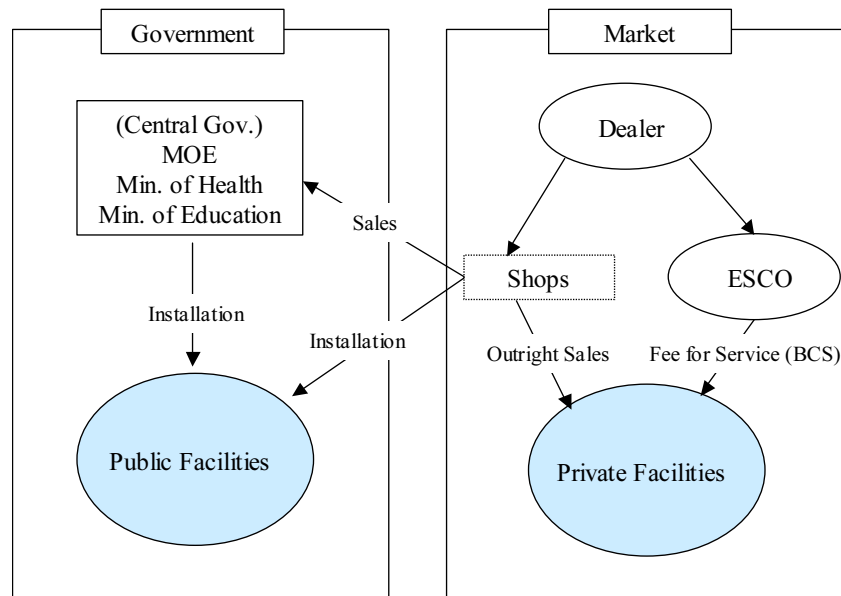 Government
Market
(Central Gov.)
MOE
Min. of Health
Min. of Education
Dealer
Sales
Shops
ESCO
Installation
Installation
Outright Sales
Fee for Service (BCS)
Public Facilities
Private Facilities